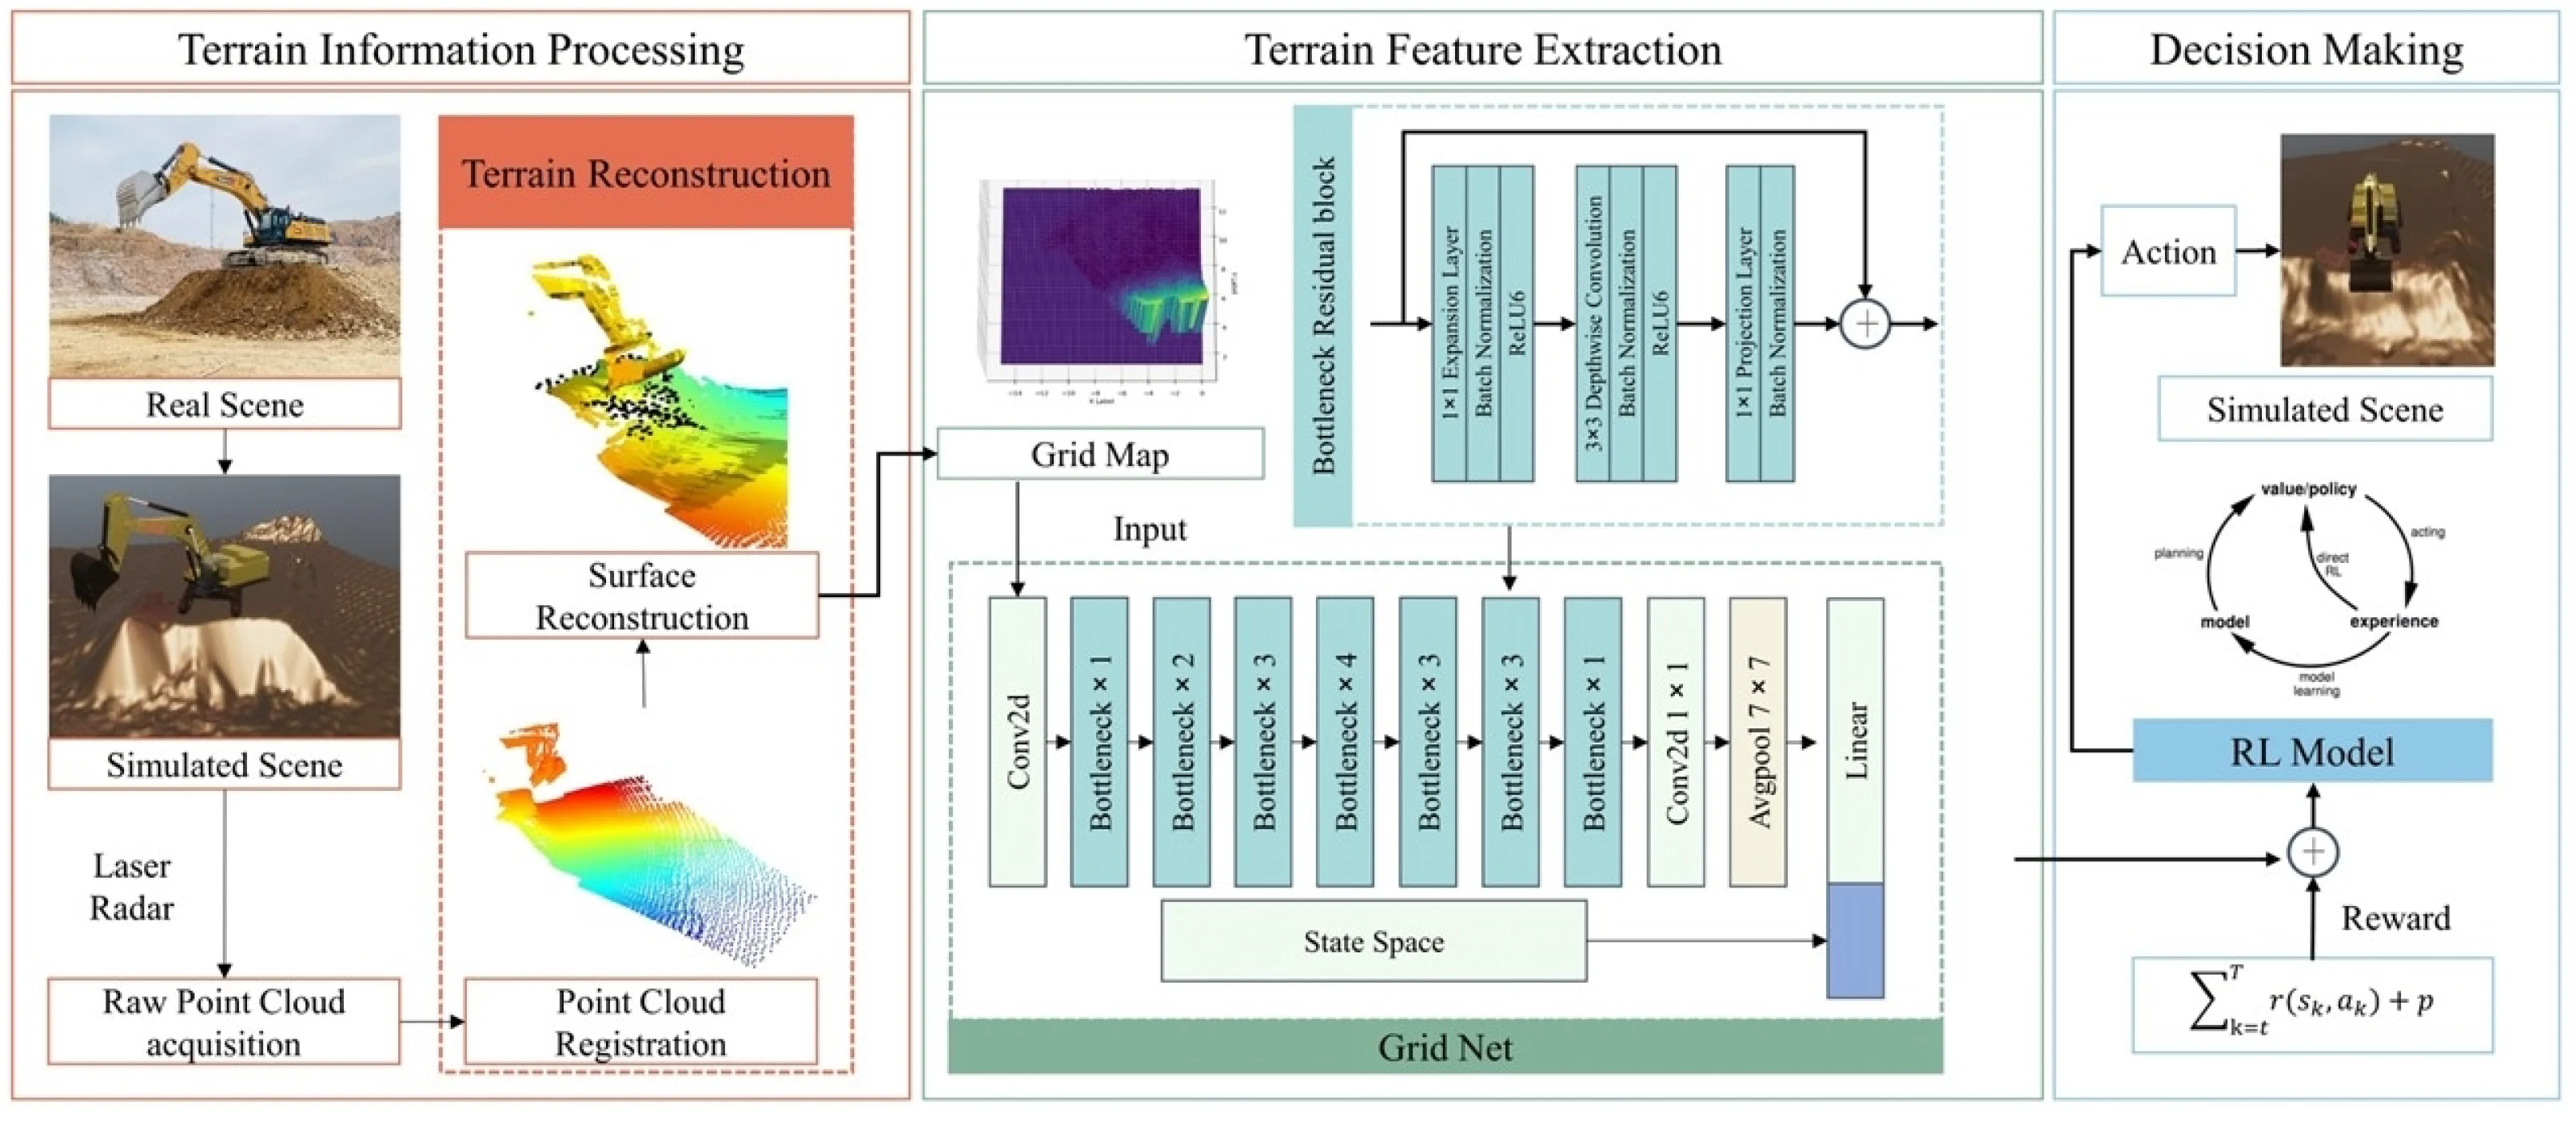 Terrain Information Processing
Real Scene
Simulated Scene
Laser
Radar
Raw Point Cloud
acquisition
Terrain Reconstruction
Surface
Reconstruction
Point Cloud
Registration
Terrain Feature Extraction
Grid Map
Input
Bottleneck Residual block
1×1 Expansion Layer
Batch Normalization
ReLU6
3×3 Depthwise Convolution
Batch Normalization
ReLU6
1×1 Projection Layer
Batch Normalization
+
Conv2d
Bottleneck × 1
Bottleneck × 2
Bottleneck × 3
Bottleneck × 4
Bottleneck × 3
Bottleneck × 3
Bottleneck × 1
Conv2d 1 × 1
Avgpool 7 × 7
Linear
State Space
Grid Net
Decision Making
Action
Simulated Scene
value/policy
acting
planning
direct
RL
model
experience
model
learning
RL Model
+
Reward
∑_{k=t}^{T} r(s_k, a_k) + p